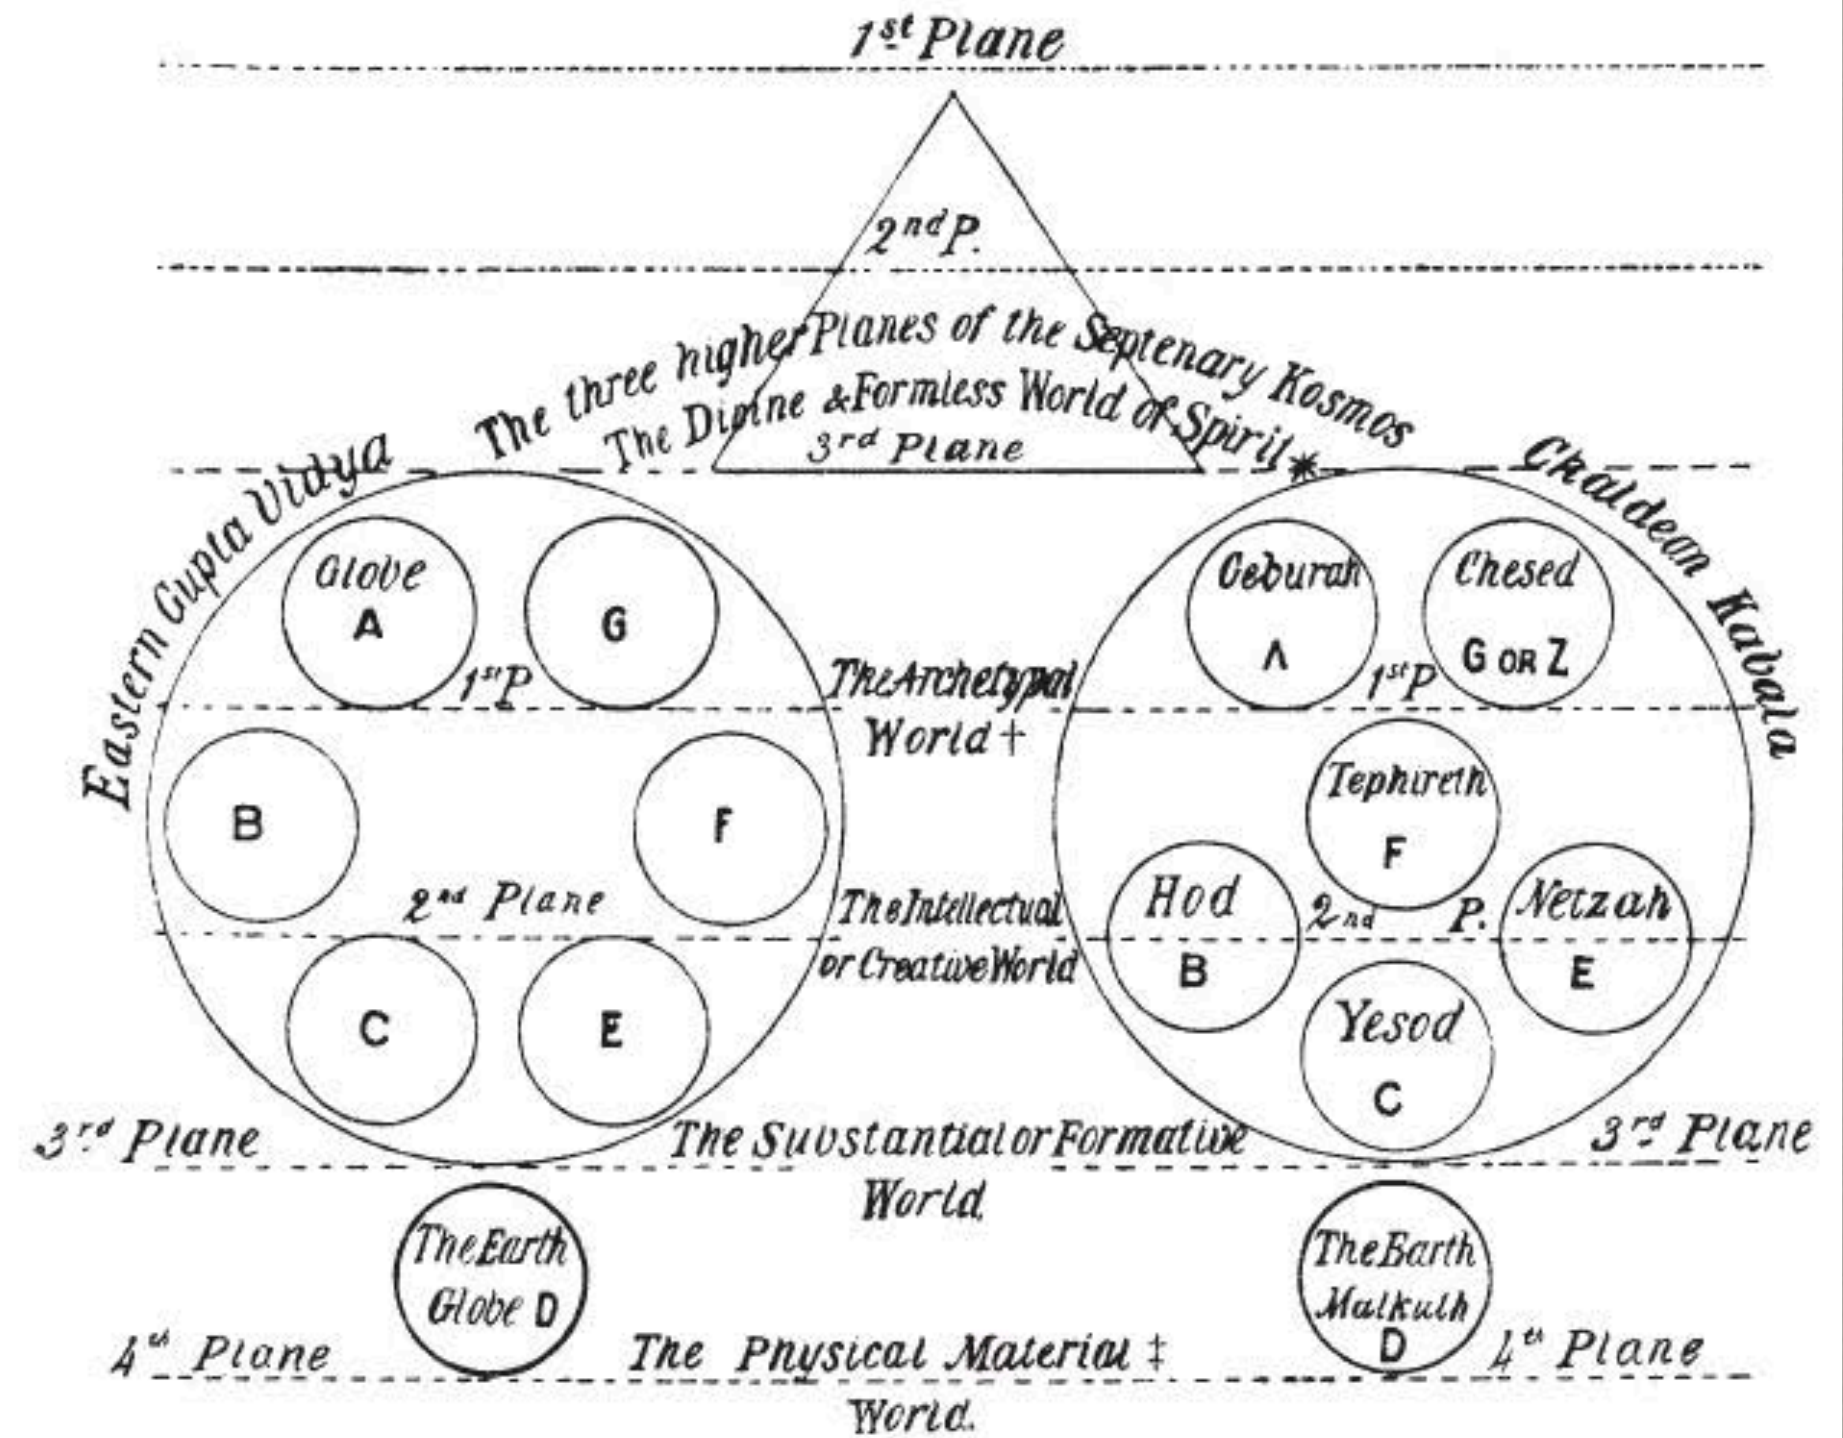 1st Plane
2nd P.
The three higher Planes of the Septenary Kosmos
The Divine & Formless World of Spirit *
3rd Plane
Eastern Gupta Vidya
Chaldean Kabala
Globe
A
G
1st P
Geburah
A
Chesed
G OR Z
1st P
The Archetypal
World †
B
F
2nd Plane
Tephireth
F
Hod
B
2nd P.
Netzah
E
The Intellectual
or Creative World
C
E
Yesod
C
3rd Plane
The Substantial or Formative
World.
3rd Plane
The Earth
Globe D
The Earth
Malkuth
D
4th Plane
The Physical Material ‡
World.
4th Plane